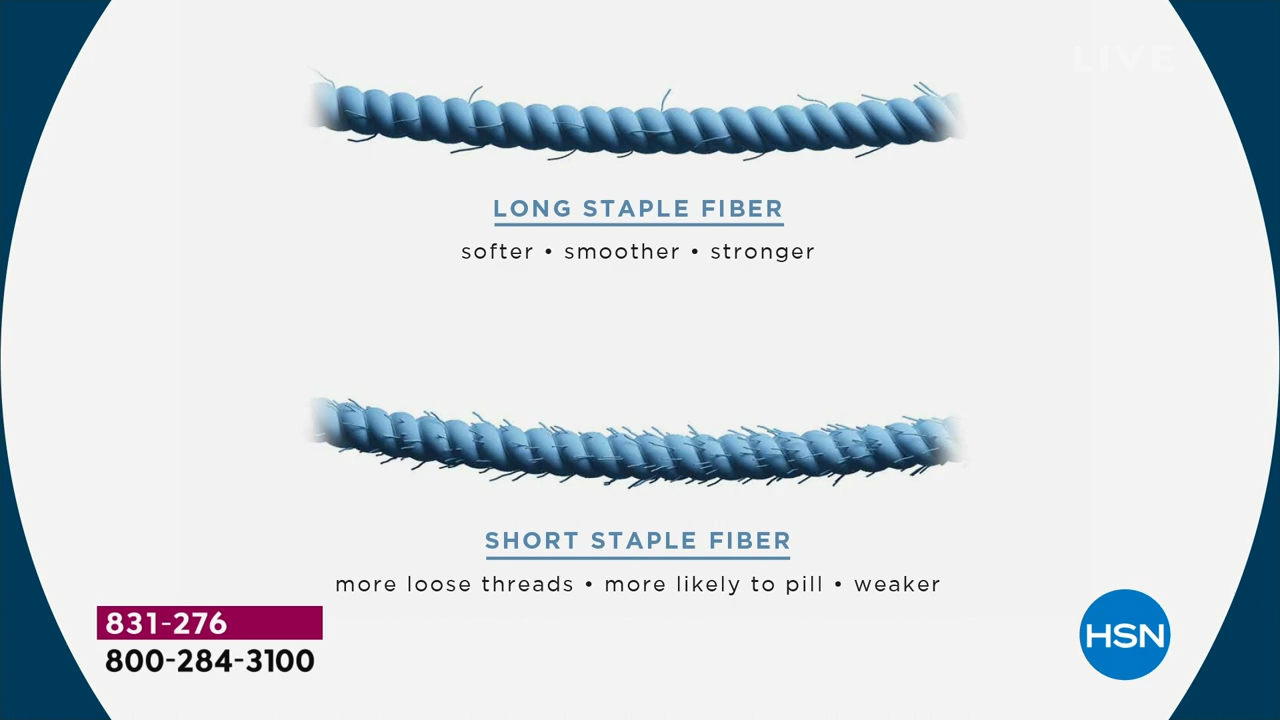 LIVE
LONG STAPLE FIBER
softer • smoother • stronger
SHORT STAPLE FIBER
more loose threads • more likely to pill • weaker
831-276
800-284-3100
HSN